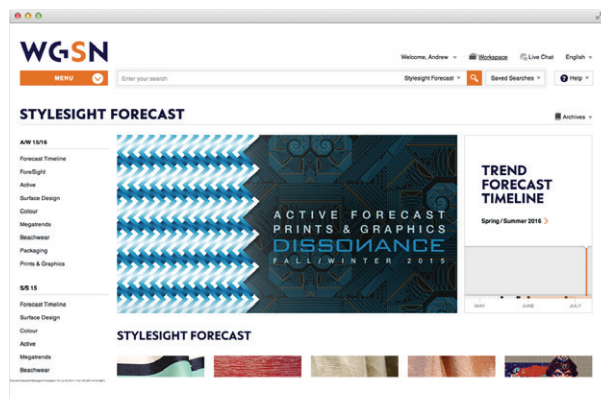 WGSN
Welcome, Andrew
Workspace
Live Chat
English
MENU
Enter your search
Stylesight Forecast
Saved Searches
Help
STYLESIGHT FORECAST
Archives
A/W 15/16
Forecast Timeline
ForeSight
Active
Surface Design
Colour
Megatrends
Beachwear
Packaging
Prints & Graphics
S/S 15
Forecast Timeline
Surface Design
Colour
Active
Megatrends
Beachwear
ACTIVE FORECAST
PRINTS & GRAPHICS
DISSONANCE
FALL/WINTER 2015
TREND
FORECAST
TIMELINE
Spring/Summer 2016
MAY JUNE JULY
STYLESIGHT FORECAST